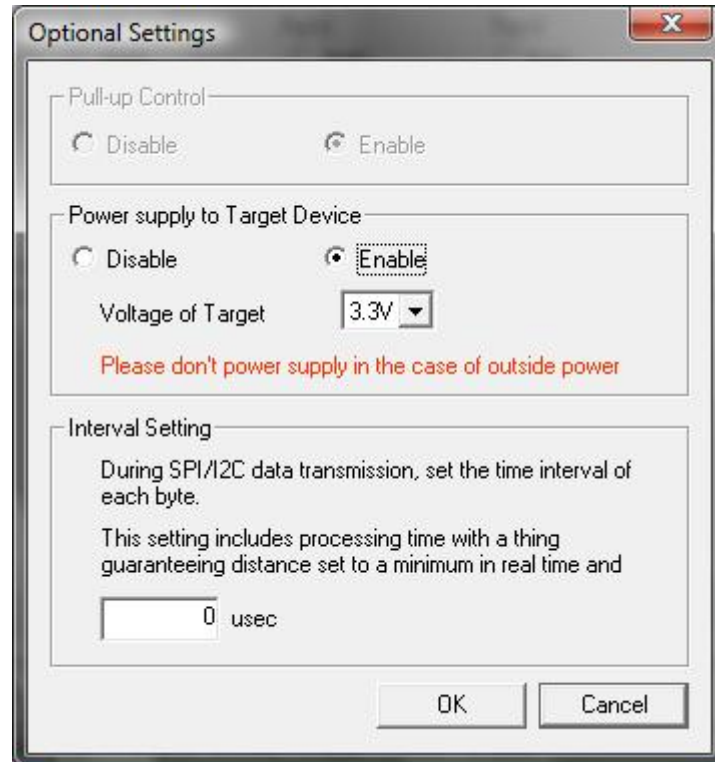 Optional Settings
Pull-up Control
Disable Enable
Power supply to Target Device
Disable Enable
Voltage of Target 3.3V
Please don't power supply in the case of outside power
Interval Setting
During SPI/I2C data transmission, set the time interval of
each byte.
This setting includes processing time with a thing
guaranteeing distance set to a minimum in real time and
0 usec
OK Cancel